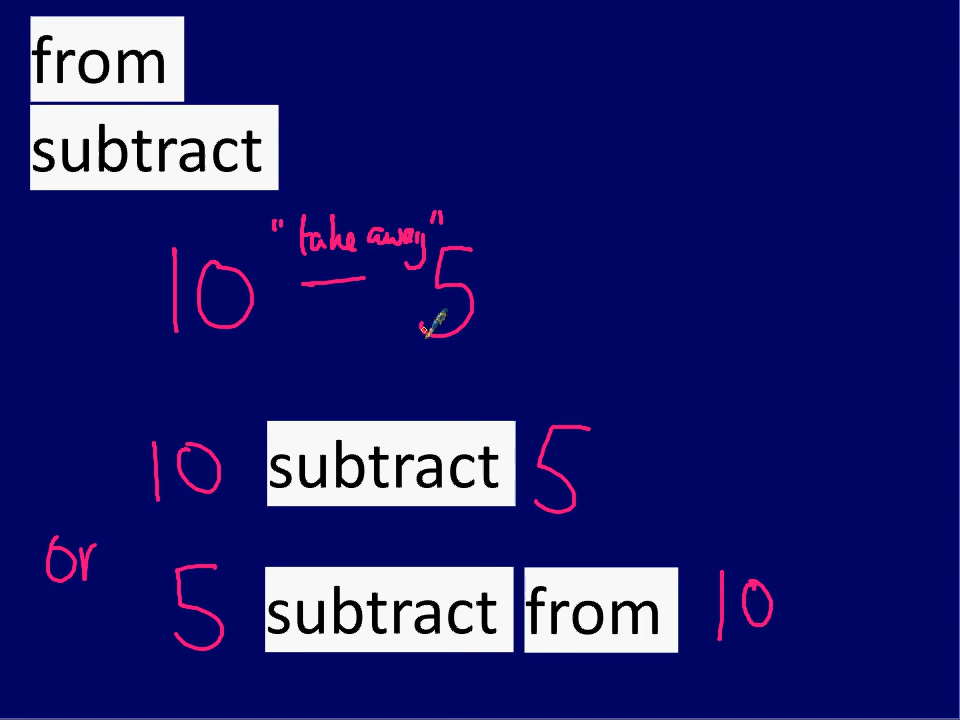 from
subtract
"take away"
10 — 5
10 subtract 5
or
5 subtract from 10